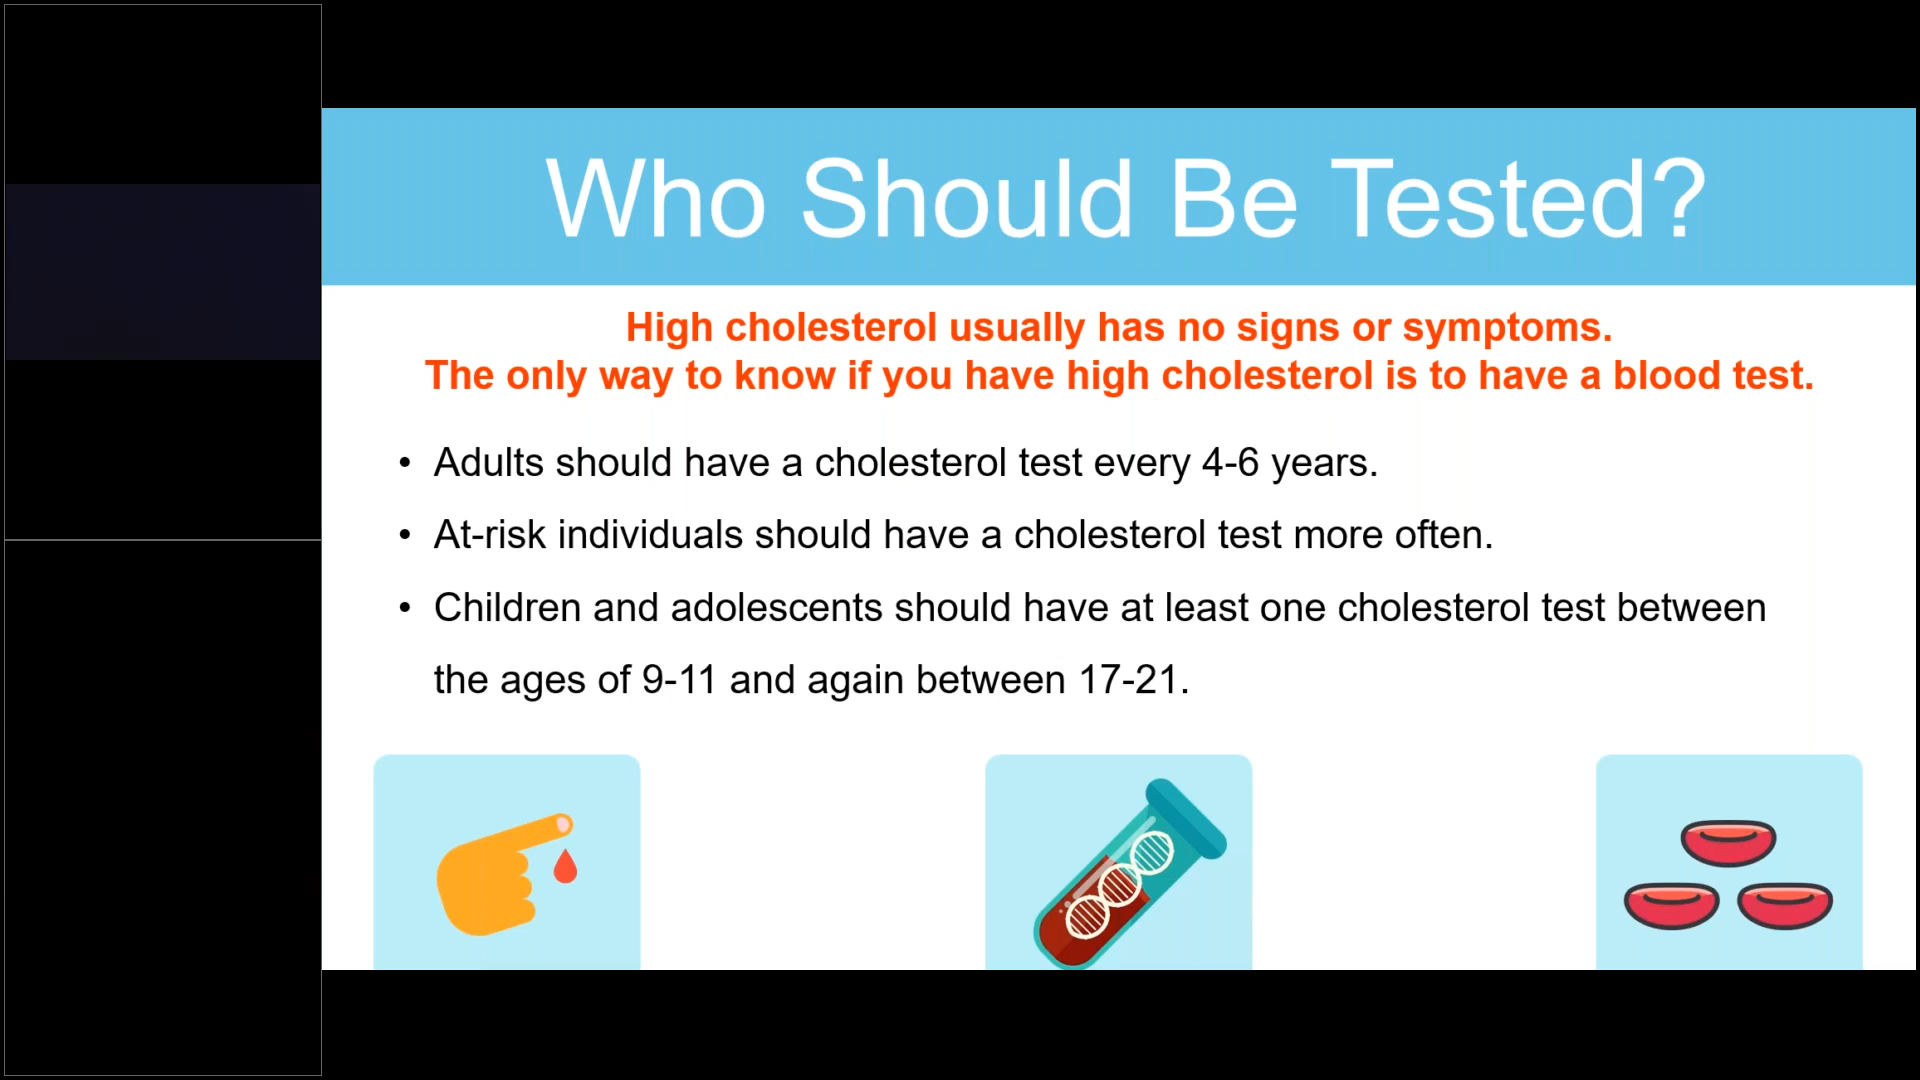 Who Should Be Tested?
High cholesterol usually has no signs or symptoms.
The only way to know if you have high cholesterol is to have a blood test.
• Adults should have a cholesterol test every 4-6 years.
• At-risk individuals should have a cholesterol test more often.
• Children and adolescents should have at least one cholesterol test between
the ages of 9-11 and again between 17-21.